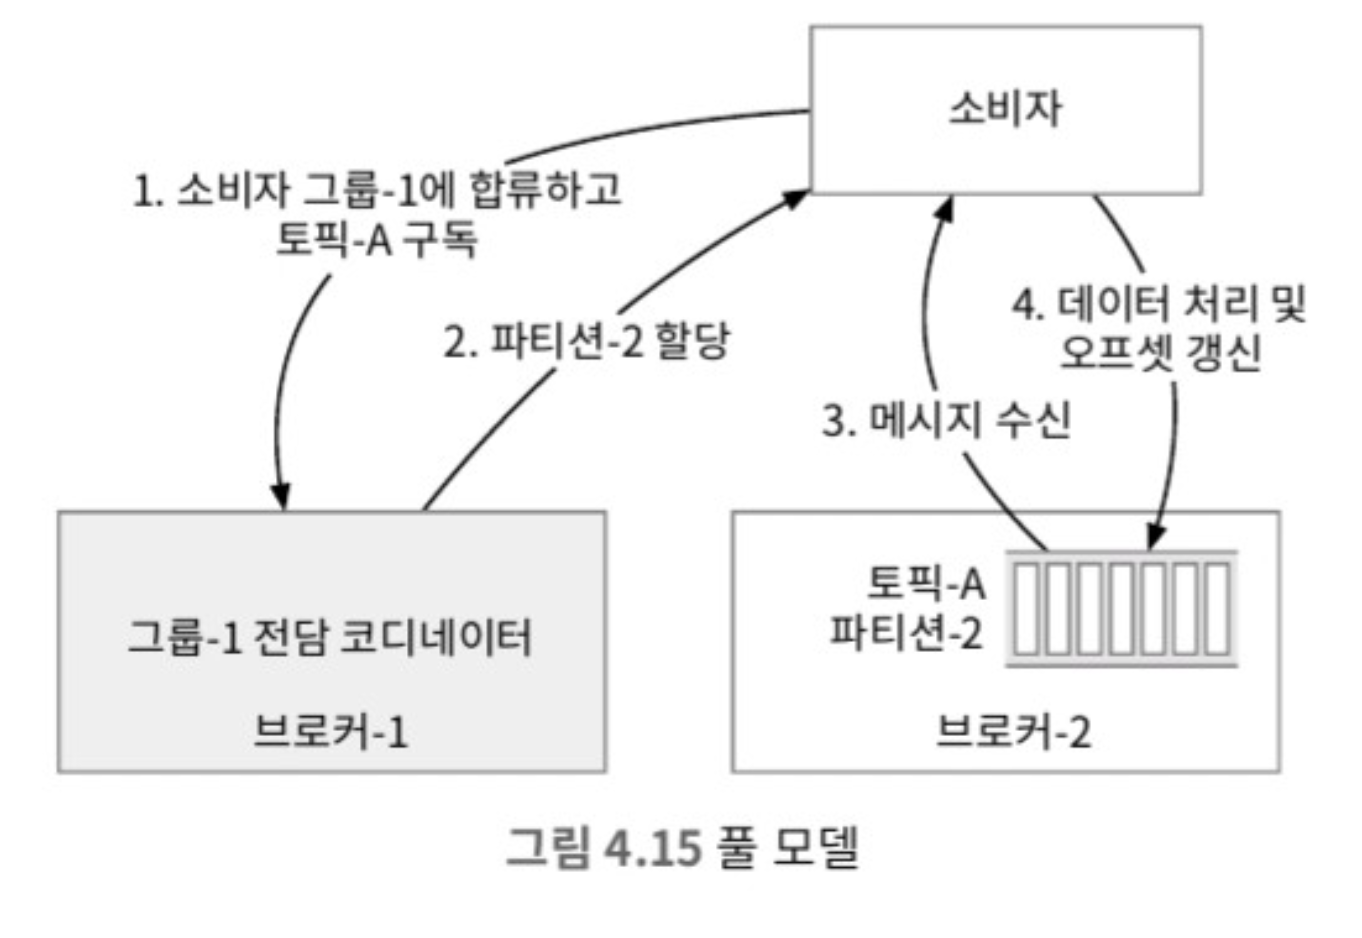 소비자
1. 소비자 그룹-1에 합류하고
토픽-A 구독
2. 파티션-2 할당
4. 데이터 처리 및
오프셋 갱신
3. 메시지 수신
그룹-1 전담 코디네이터
브로커-1
토픽-A
파티션-2
브로커-2
그림 4.15 풀 모델